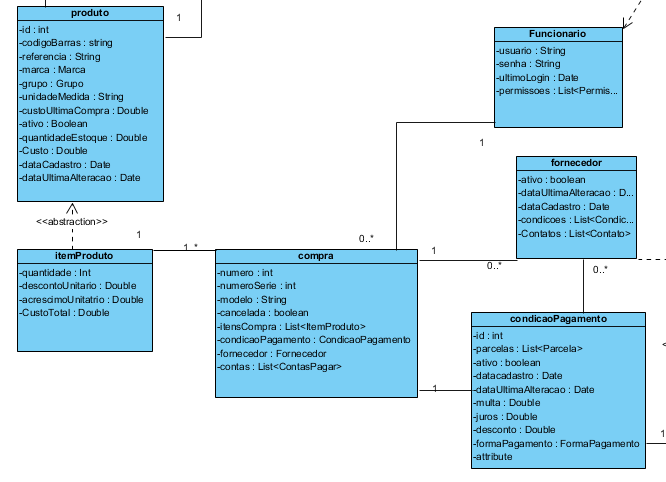 produto
-id : int
-codigoBarras : string
-referencia : String
-marca : Marca
-grupo : Grupo
-unidadeMedida : String
-custoUltimaCompra : Double
-ativo : Boolean
-quantidadeEstoque : Double
-Custo : Double
-dataCadastro : Date
-dataUltimaAlteracao : Date
1
Funcionario
-usuario : String
-senha : String
-ultimoLogin : Date
-permissoes : List<Permis...
1
fornecedor
-ativo : boolean
-dataUltimaAlteracao : D...
-dataCadastro : Date
-condicoes : List<Condic...
-Contatos : List<Contato>
<<abstraction>>
1
1..*
0..*
1
0..*
0..*
itemProduto
-quantidade : Int
-descontoUnitario : Double
-acrescimoUnitatrio : Double
-CustoTotal : Double
compra
-numero : int
-numeroSerie : int
-modelo : String
-cancelada : boolean
-itensCompra : List<ItemProduto>
-condicaoPagamento : CondicaoPagamento
-fornecedor : Fornecedor
-contas : List<ContasPagar>
1
condicaoPagamento
-id : int
-parcelas : List<Parcela>
-ativo : boolean
-datacadastro : Date
-dataUltimaAlteracao : Date
-multa : Double
-juros : Double
-desconto : Double
-formaPagamento : FormaPagamento
-attribute
<
1